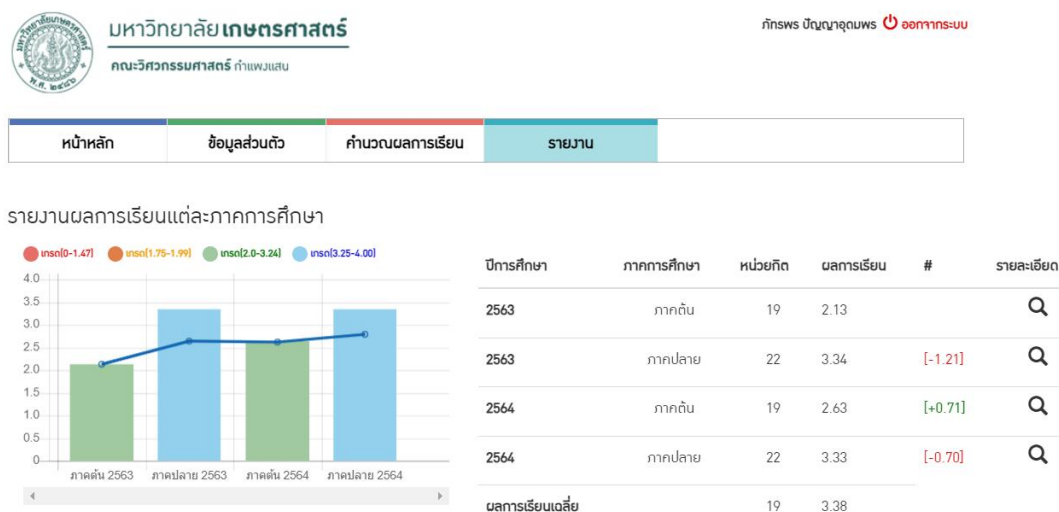 มหาวิทยาลัยเกษตรศาสตร์
คณะวิศวกรรมศาสตร์ กำแพงแสน
ภัทรพร ปัญญาอุดมพร ออกจากระบบ
หน้าหลัก ข้อมูลส่วนตัว คำนวณผลการเรียน รายงาน
รายงานผลการเรียนแต่ละภาคการศึกษา
เกรด(0-1.47) เกรด(1.75-1.99) เกรด(2.0-3.24) เกรด(3.25-4.00)
4.0
3.5
3.0
2.5
2.0
1.5
1.0
0.5
0
ภาคต้น 2563 ภาคปลาย 2563 ภาคต้น 2564 ภาคปลาย 2564
ปีการศึกษา ภาคการศึกษา หน่วยกิต ผลการเรียน # รายละเอียด
2563 ภาคต้น 19 2.13
2563 ภาคปลาย 22 3.34 [-1.21]
2564 ภาคต้น 19 2.63 [+0.71]
2564 ภาคปลาย 22 3.33 [-0.70]
ผลการเรียนเฉลี่ย 19 3.38